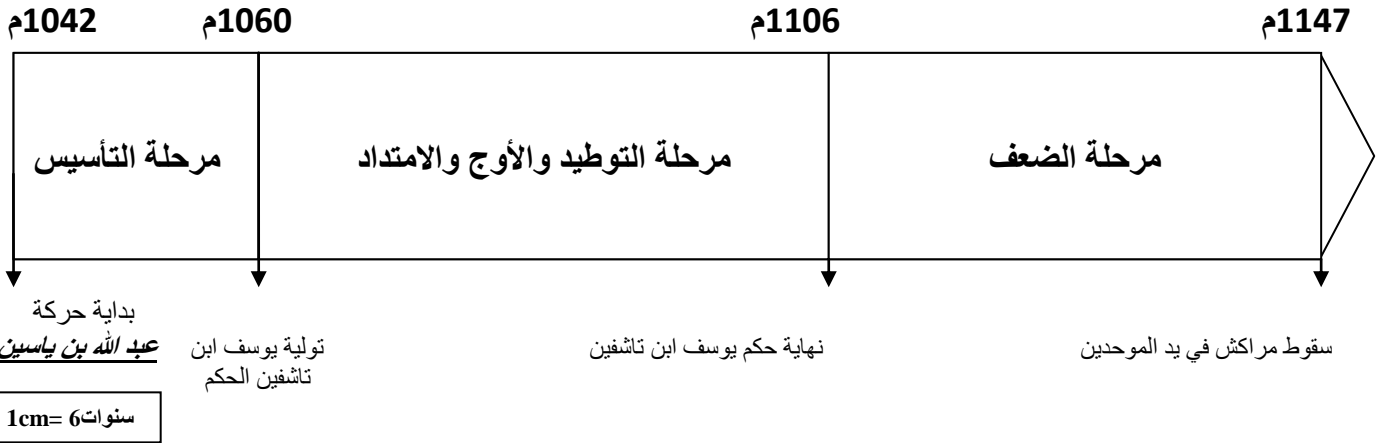 1042م
1060م
1106م
1147م
مرحلة التأسيس
مرحلة التوطيد والأوج والامتداد
مرحلة الضعف
بداية حركة
عبد الله بن ياسين
تولية يوسف ابن
تاشفين الحكم
نهاية حكم يوسف ابن تاشفين
سقوط مراكش في يد الموحدين
1cm= 6سنوات